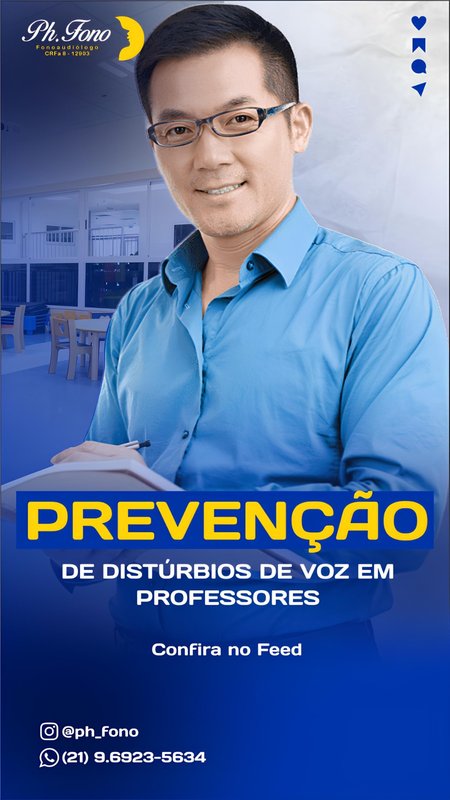 Ph. Fono
Fonoaudiólogo
CRFa 8 - 12903
PREVENÇÃO
DE DISTÚRBIOS DE VOZ EM
PROFESSORES
Confira no Feed
@ph_fono
(21) 9.6923-5634